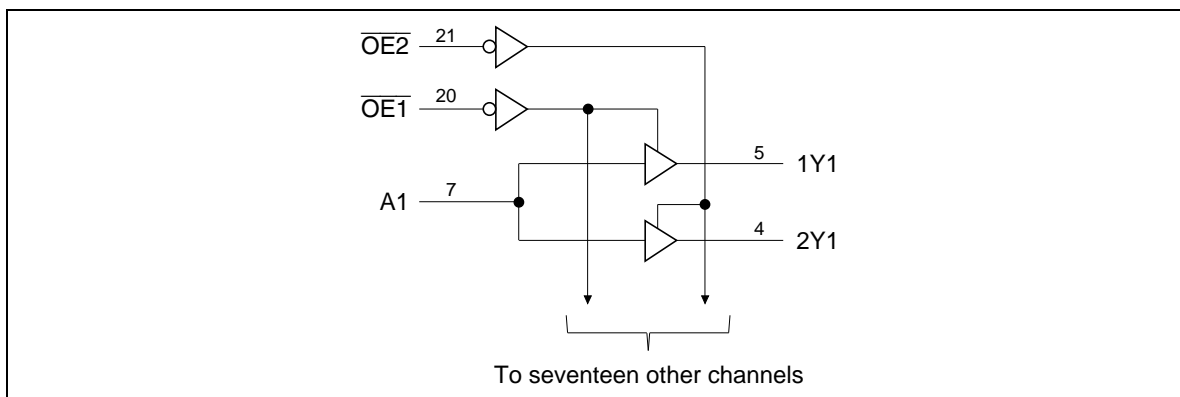 OE2 21
OE1 20
5 1Y1
A1 7
4 2Y1
To seventeen other channels